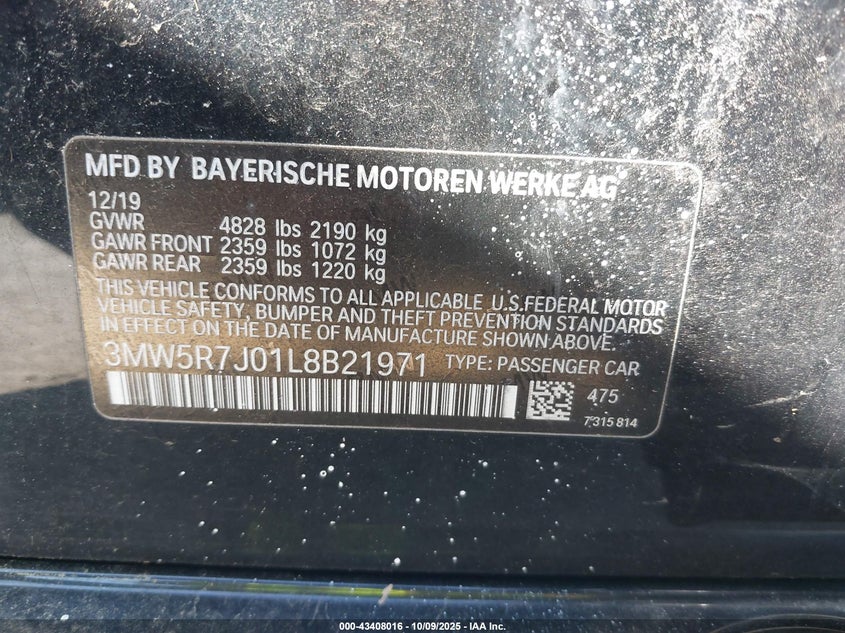 MFD BY BAYERISCHE MOTOREN WERKE AG
12/19
GVWR 4828 lbs 2190 kg
GAWR FRONT 2359 lbs 1072 kg
GAWR REAR 2359 lbs 1220 kg
THIS VEHICLE CONFORMS TO ALL APPLICABLE U.S.FEDERAL MOTOR
VEHICLE SAFETY, BUMPER AND THEFT PREVENTION STANDARDS
IN EFFECT ON THE DATE OF MANUFACTURE SHOWN ABOVE.
3MW5R7J01L8B21971 TYPE: PASSENGER CAR
475
7 315 814
000-43408016 - 10/09/2025 - IAA Inc.